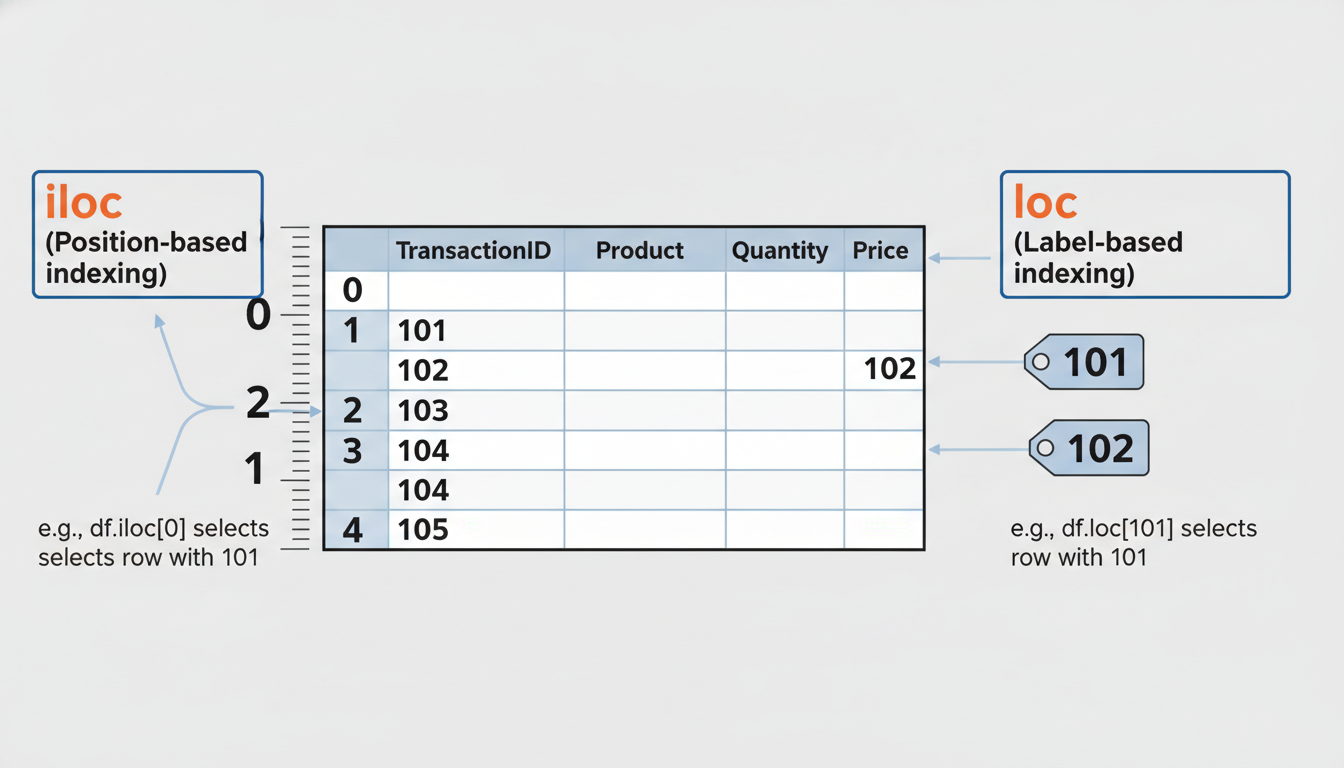 iloc
(Position-based
indexing)
0
2
1
e.g., df.iloc[0] selects
selects row with 101
TransactionID Product Quantity Price
0
1 101
102 102
2 103
3 104
104
4 105
loc
(Label-based
indexing)
101
102
e.g., df.loc[101] selects
row with 101